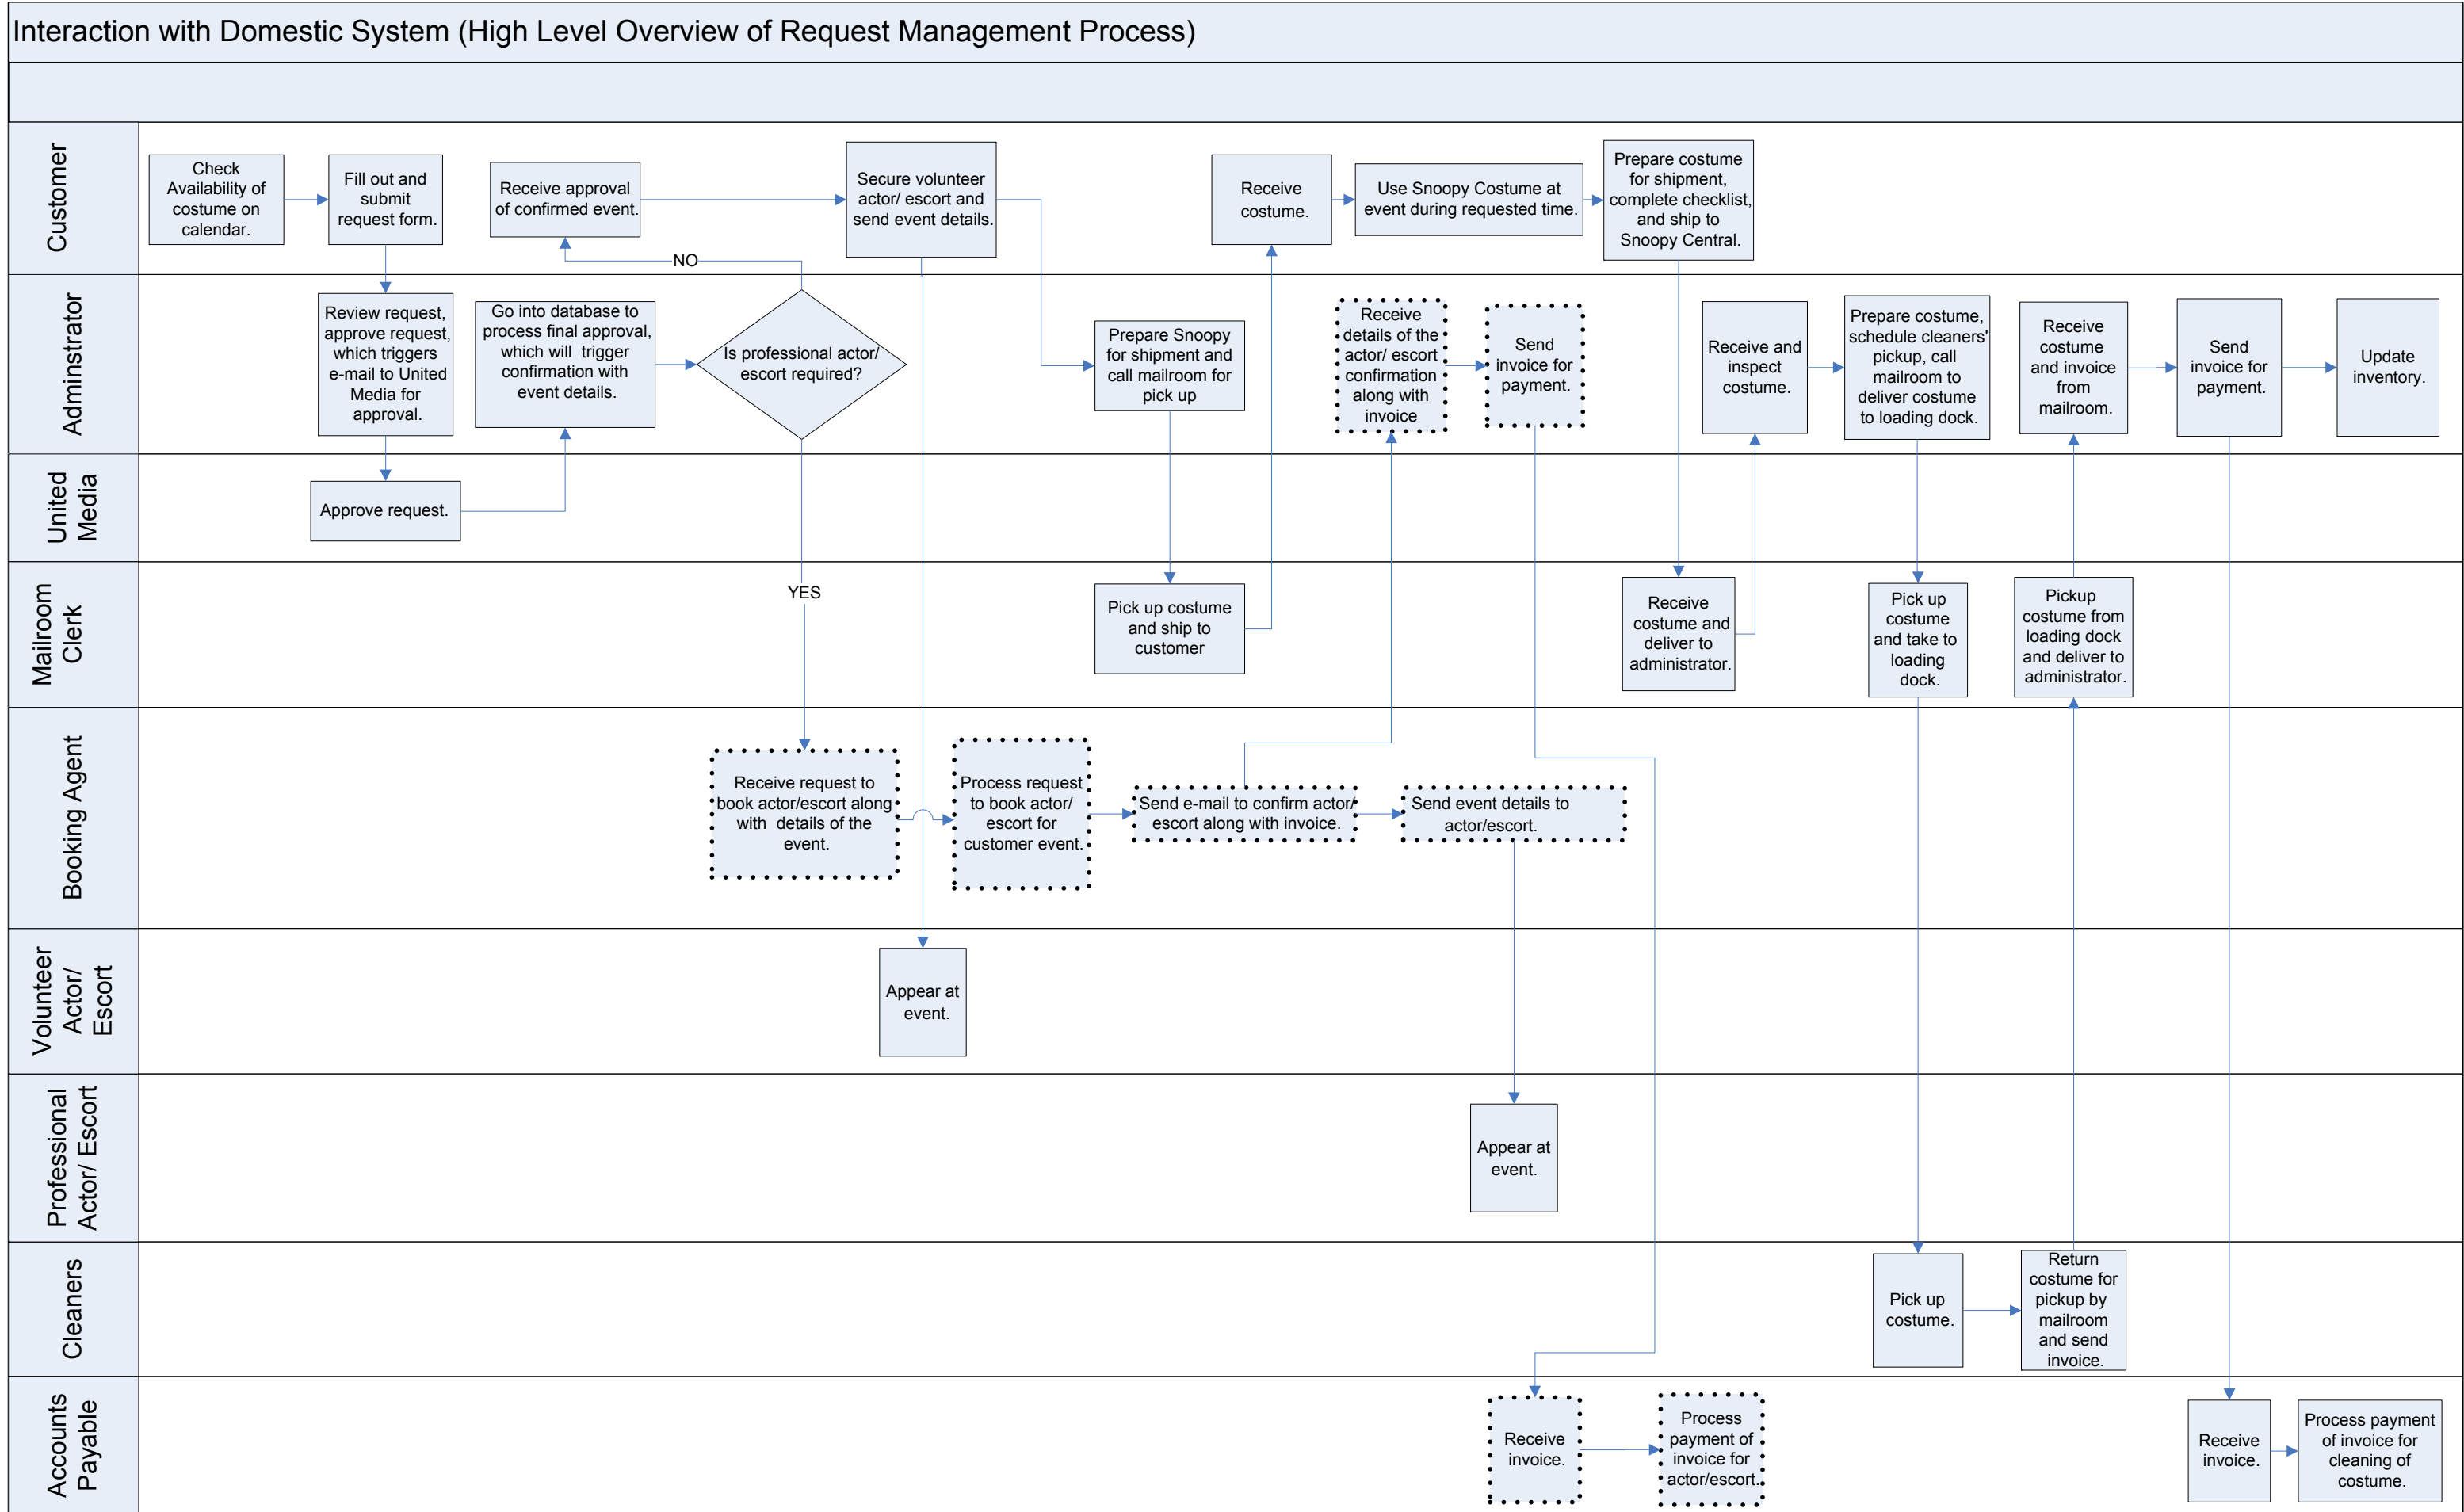 Interaction with Domestic System (High Level Overview of Request Management Process)
Customer
Check
Availability of
costume on
calendar.
Fill out and
submit
request form.
Receive approval
of confirmed event.
Secure volunteer
actor/ escort and
send event details.
Receive
costume.
Use Snoopy Costume at
event during requested time.
Prepare costume
for shipment,
complete checklist,
and ship to
Snoopy Central.
NO
Adminstrator
Review request,
approve request,
which triggers
e-mail to United
Media for
approval.
Go into database to
process final approval,
which will trigger
confirmation with
event details.
Is professional actor/
escort required?
Prepare Snoopy
for shipment and
call mailroom for
pick up
Receive
details of the
actor/ escort
confirmation
along with
invoice
Send
invoice for
payment.
Receive and
inspect
costume.
Prepare costume,
schedule cleaners'
pickup, call
mailroom to
deliver costume
to loading dock.
Receive
costume
and invoice
from
mailroom.
Send
invoice for
payment.
Update
inventory.
United
Media
Approve request.
Mailroom
Clerk
YES
Pick up costume
and ship to
customer
Receive
costume and
deliver to
administrator.
Pick up
costume
and take to
loading
dock.
Pickup
costume from
loading dock
and deliver to
administrator.
Booking Agent
Receive request to
book actor/escort along
with details of the
event.
Process request
to book actor/
escort for
customer event.
Send e-mail to confirm actor/
escort along with invoice.
Send event details to
actor/escort.
Volunteer
Actor/
Escort
Appear at
event.
Professional
Actor/ Escort
Appear at
event.
Cleaners
Pick up
costume.
Return
costume for
pickup by
mailroom
and send
invoice.
Accounts
Payable
Receive
invoice.
Process
payment of
invoice for
actor/escort.
Receive
invoice.
Process payment
of invoice for
cleaning of
costume.